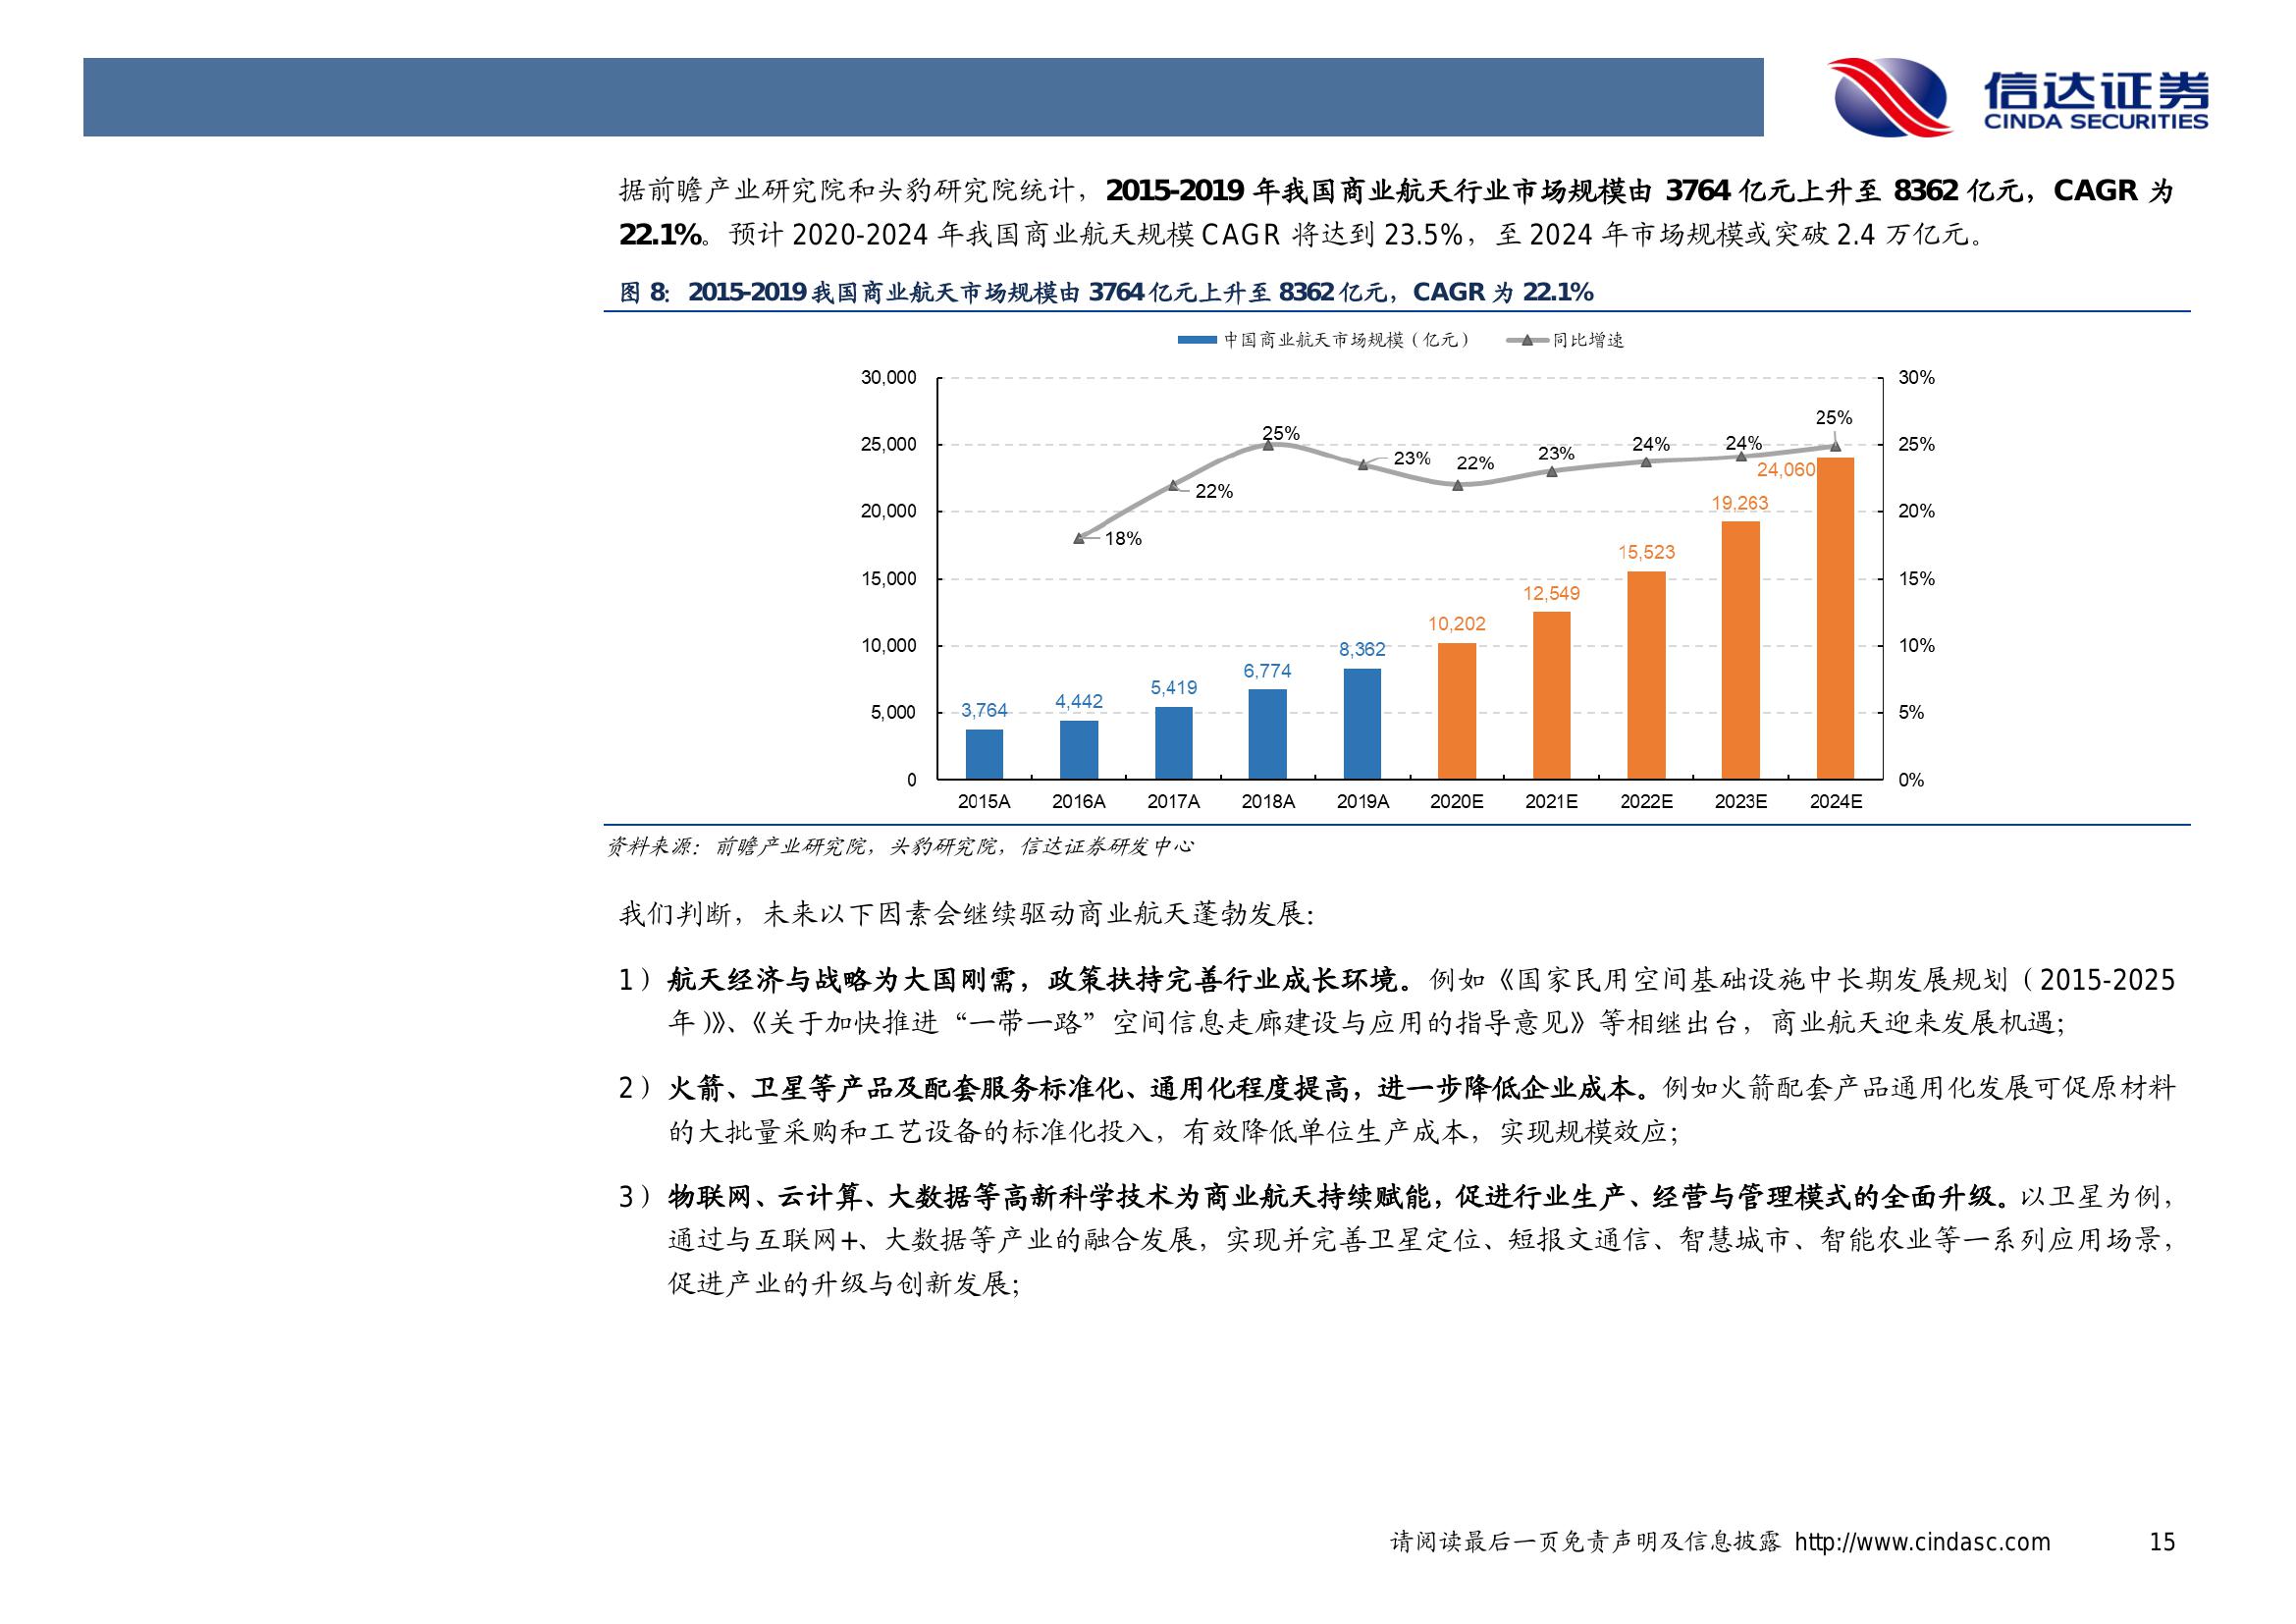 信达证券
CINDA SECURITIES
据前瞻产业研究院和头豹研究院统计，2015-2019 年我国商业航天行业市场规模由 3764 亿元上升至 8362 亿元，CAGR 为
22.1%。预计 2020-2024 年我国商业航天规模 CAGR 将达到 23.5%，至 2024 年市场规模或突破 2.4 万亿元。
图 8：2015-2019 我国商业航天市场规模由 3764 亿元上升至 8362 亿元，CAGR 为 22.1%
中国商业航天市场规模（亿元） 同比增速
30,000 30%
25%
25% 24% 24%
25,000 23% 22% 23% 25%
24,060
22%
19,263
20,000 20%
18%
15,523
15,000 15%
12,549
10,202
10,000 8,362 10%
6,774
5,419
4,442
5,000 3,764 5%
0 0%
2015A 2016A 2017A 2018A 2019A 2020E 2021E 2022E 2023E 2024E
资料来源：前瞻产业研究院，头豹研究院，信达证券研发中心
我们判断，未来以下因素会继续驱动商业航天蓬勃发展：
1）航天经济与战略为大国刚需，政策扶持完善行业成长环境。例如《国家民用空间基础设施中长期发展规划（2015-2025
年）》、《关于加快推进“一带一路”空间信息走廊建设与应用的指导意见》等相继出台，商业航天迎来发展机遇；
2）火箭、卫星等产品及配套服务标准化、通用化程度提高，进一步降低企业成本。例如火箭配套产品通用化发展可促原材料
的大批量采购和工艺设备的标准化投入，有效降低单位生产成本，实现规模效应；
3）物联网、云计算、大数据等高新科学技术为商业航天持续赋能，促进行业生产、经营与管理模式的全面升级。以卫星为例，
通过与互联网+、大数据等产业的融合发展，实现并完善卫星定位、短报文通信、智慧城市、智能农业等一系列应用场景，
促进产业的升级与创新发展；
请阅读最后一页免责声明及信息披露 http://www.cindasc.com 15